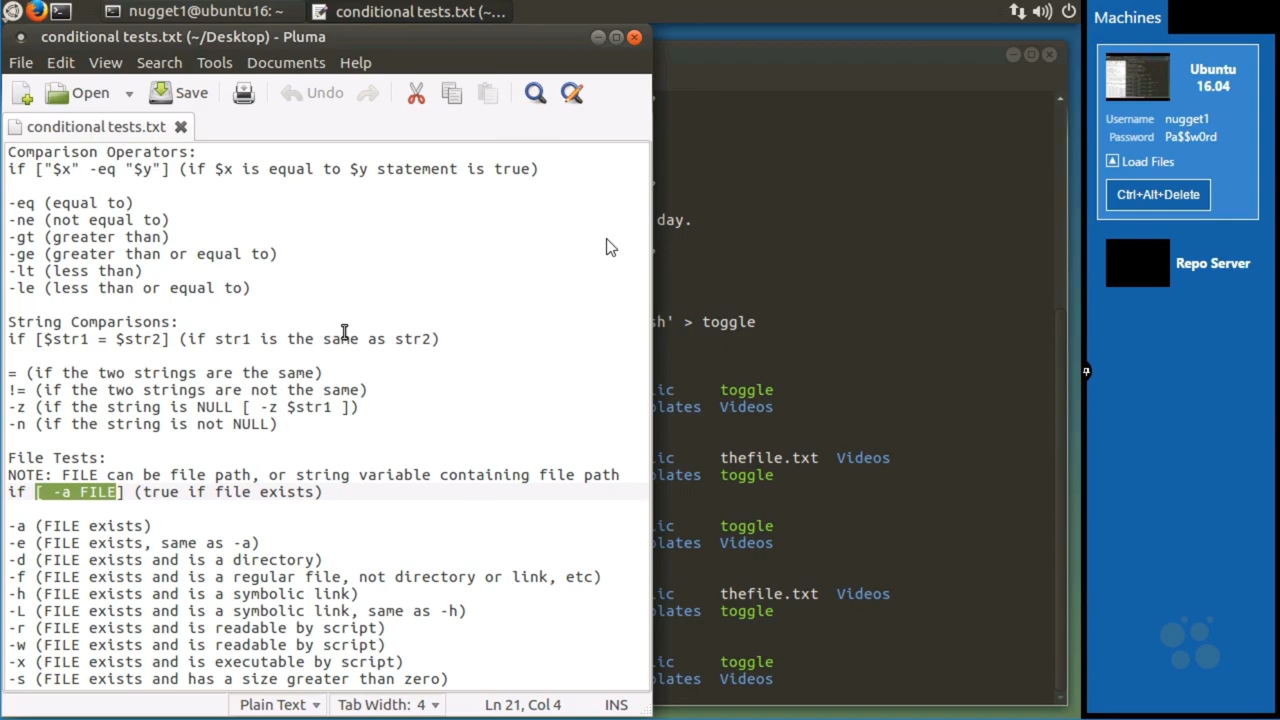 nugget1@ubuntu16: ~
conditional tests.txt (~...
conditional tests.txt (~/Desktop) - Pluma
File Edit View Search Tools Documents Help
Open Save Undo
conditional tests.txt
Comparison Operators:
if ["$x" -eq "$y"] (if $x is equal to $y statement is true)
-eq (equal to)
-ne (not equal to)
-gt (greater than)
-ge (greater than or equal to)
-lt (less than)
-le (less than or equal to)
String Comparisons:
if [$str1 = $str2] (if str1 is the same as str2)
= (if the two strings are the same)
!= (if the two strings are not the same)
-z (if the string is NULL [ -z $str1 ])
-n (if the string is not NULL)
File Tests:
NOTE: FILE can be file path, or string variable containing file path
if [ -a FILE] (true if file exists)
-a (FILE exists)
-e (FILE exists, same as -a)
-d (FILE exists and is a directory)
-f (FILE exists and is a regular file, not directory or link, etc)
-h (FILE exists and is a symbolic link)
-L (FILE exists and is a symbolic link, same as -h)
-r (FILE exists and is readable by script)
-w (FILE exists and is readable by script)
-x (FILE exists and is executable by script)
-s (FILE exists and has a size greater than zero)
Plain Text Tab Width: 4 Ln 21, Col 4 INS
day.
sh' > toggle
lic toggle
plates Videos
lic thefile.txt Videos
plates toggle
lic toggle
plates Videos
lic thefile.txt Videos
plates toggle
lic toggle
plates Videos
Machines
Ubuntu
16.04
Username nugget1
Password Pa$$w0rd
Load Files
Ctrl+Alt+Delete
Repo Server